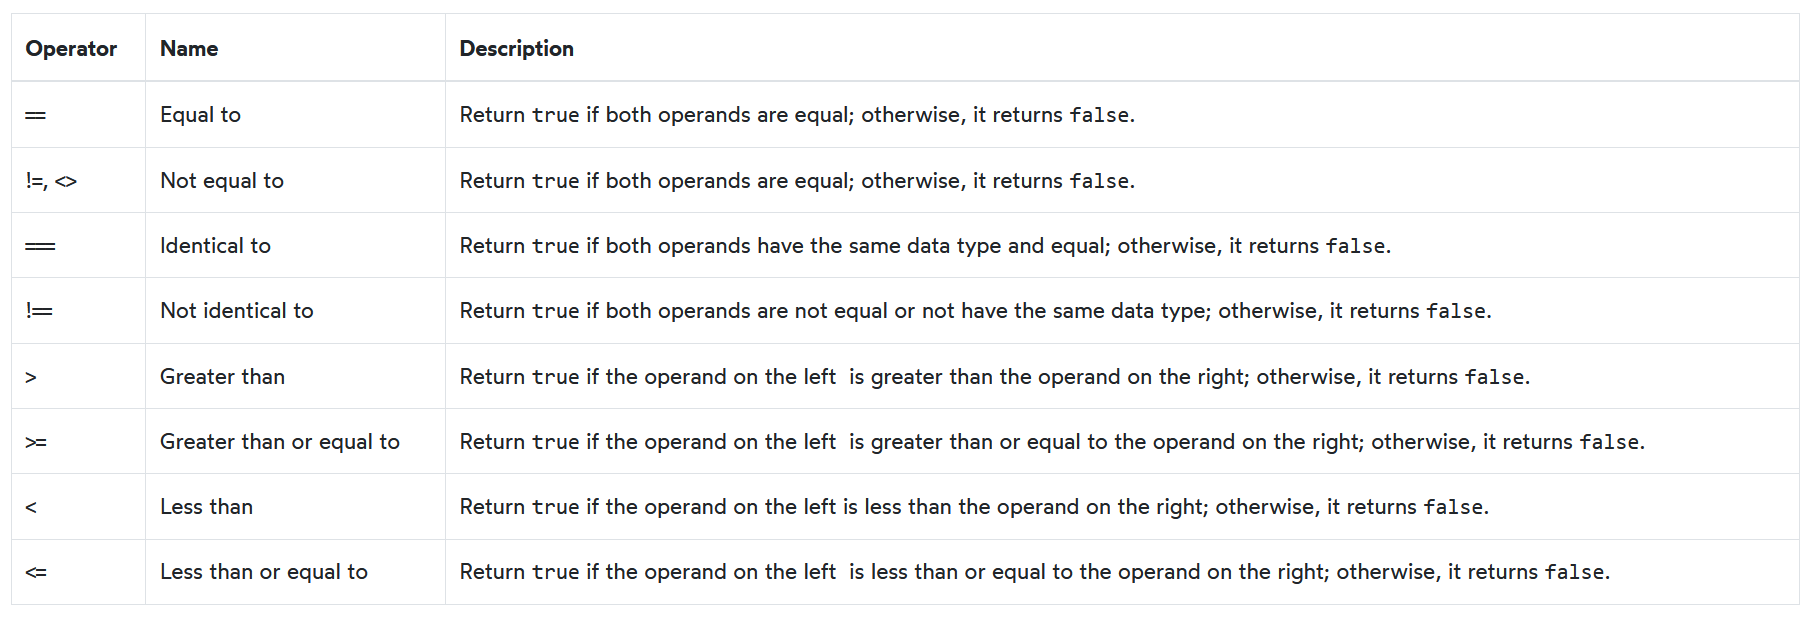 Operator Name Description
== Equal to Return true if both operands are equal; otherwise, it returns false.
!=, <> Not equal to Return true if both operands are equal; otherwise, it returns false.
=== Identical to Return true if both operands have the same data type and equal; otherwise, it returns false.
!== Not identical to Return true if both operands are not equal or not have the same data type; otherwise, it returns false.
> Greater than Return true if the operand on the left  is greater than the operand on the right; otherwise, it returns false.
>= Greater than or equal to Return true if the operand on the left  is greater than or equal to the operand on the right; otherwise, it returns false.
< Less than Return true if the operand on the left is less than the operand on the right; otherwise, it returns false.
<= Less than or equal to Return true if the operand on the left  is less than or equal to the operand on the right; otherwise, it returns false.